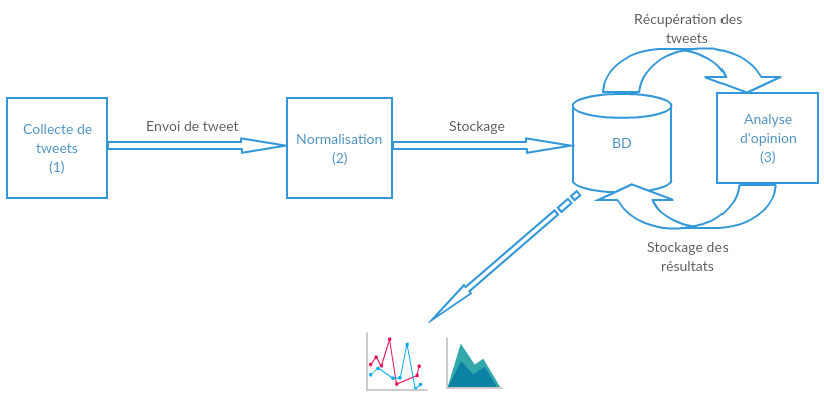 Récupération des
tweets
Collecte de
tweets
(1)
Envoi de tweet
Normalisation
(2)
Stockage
BD
Analyse
d'opinion
(3)
Stockage des
résultats